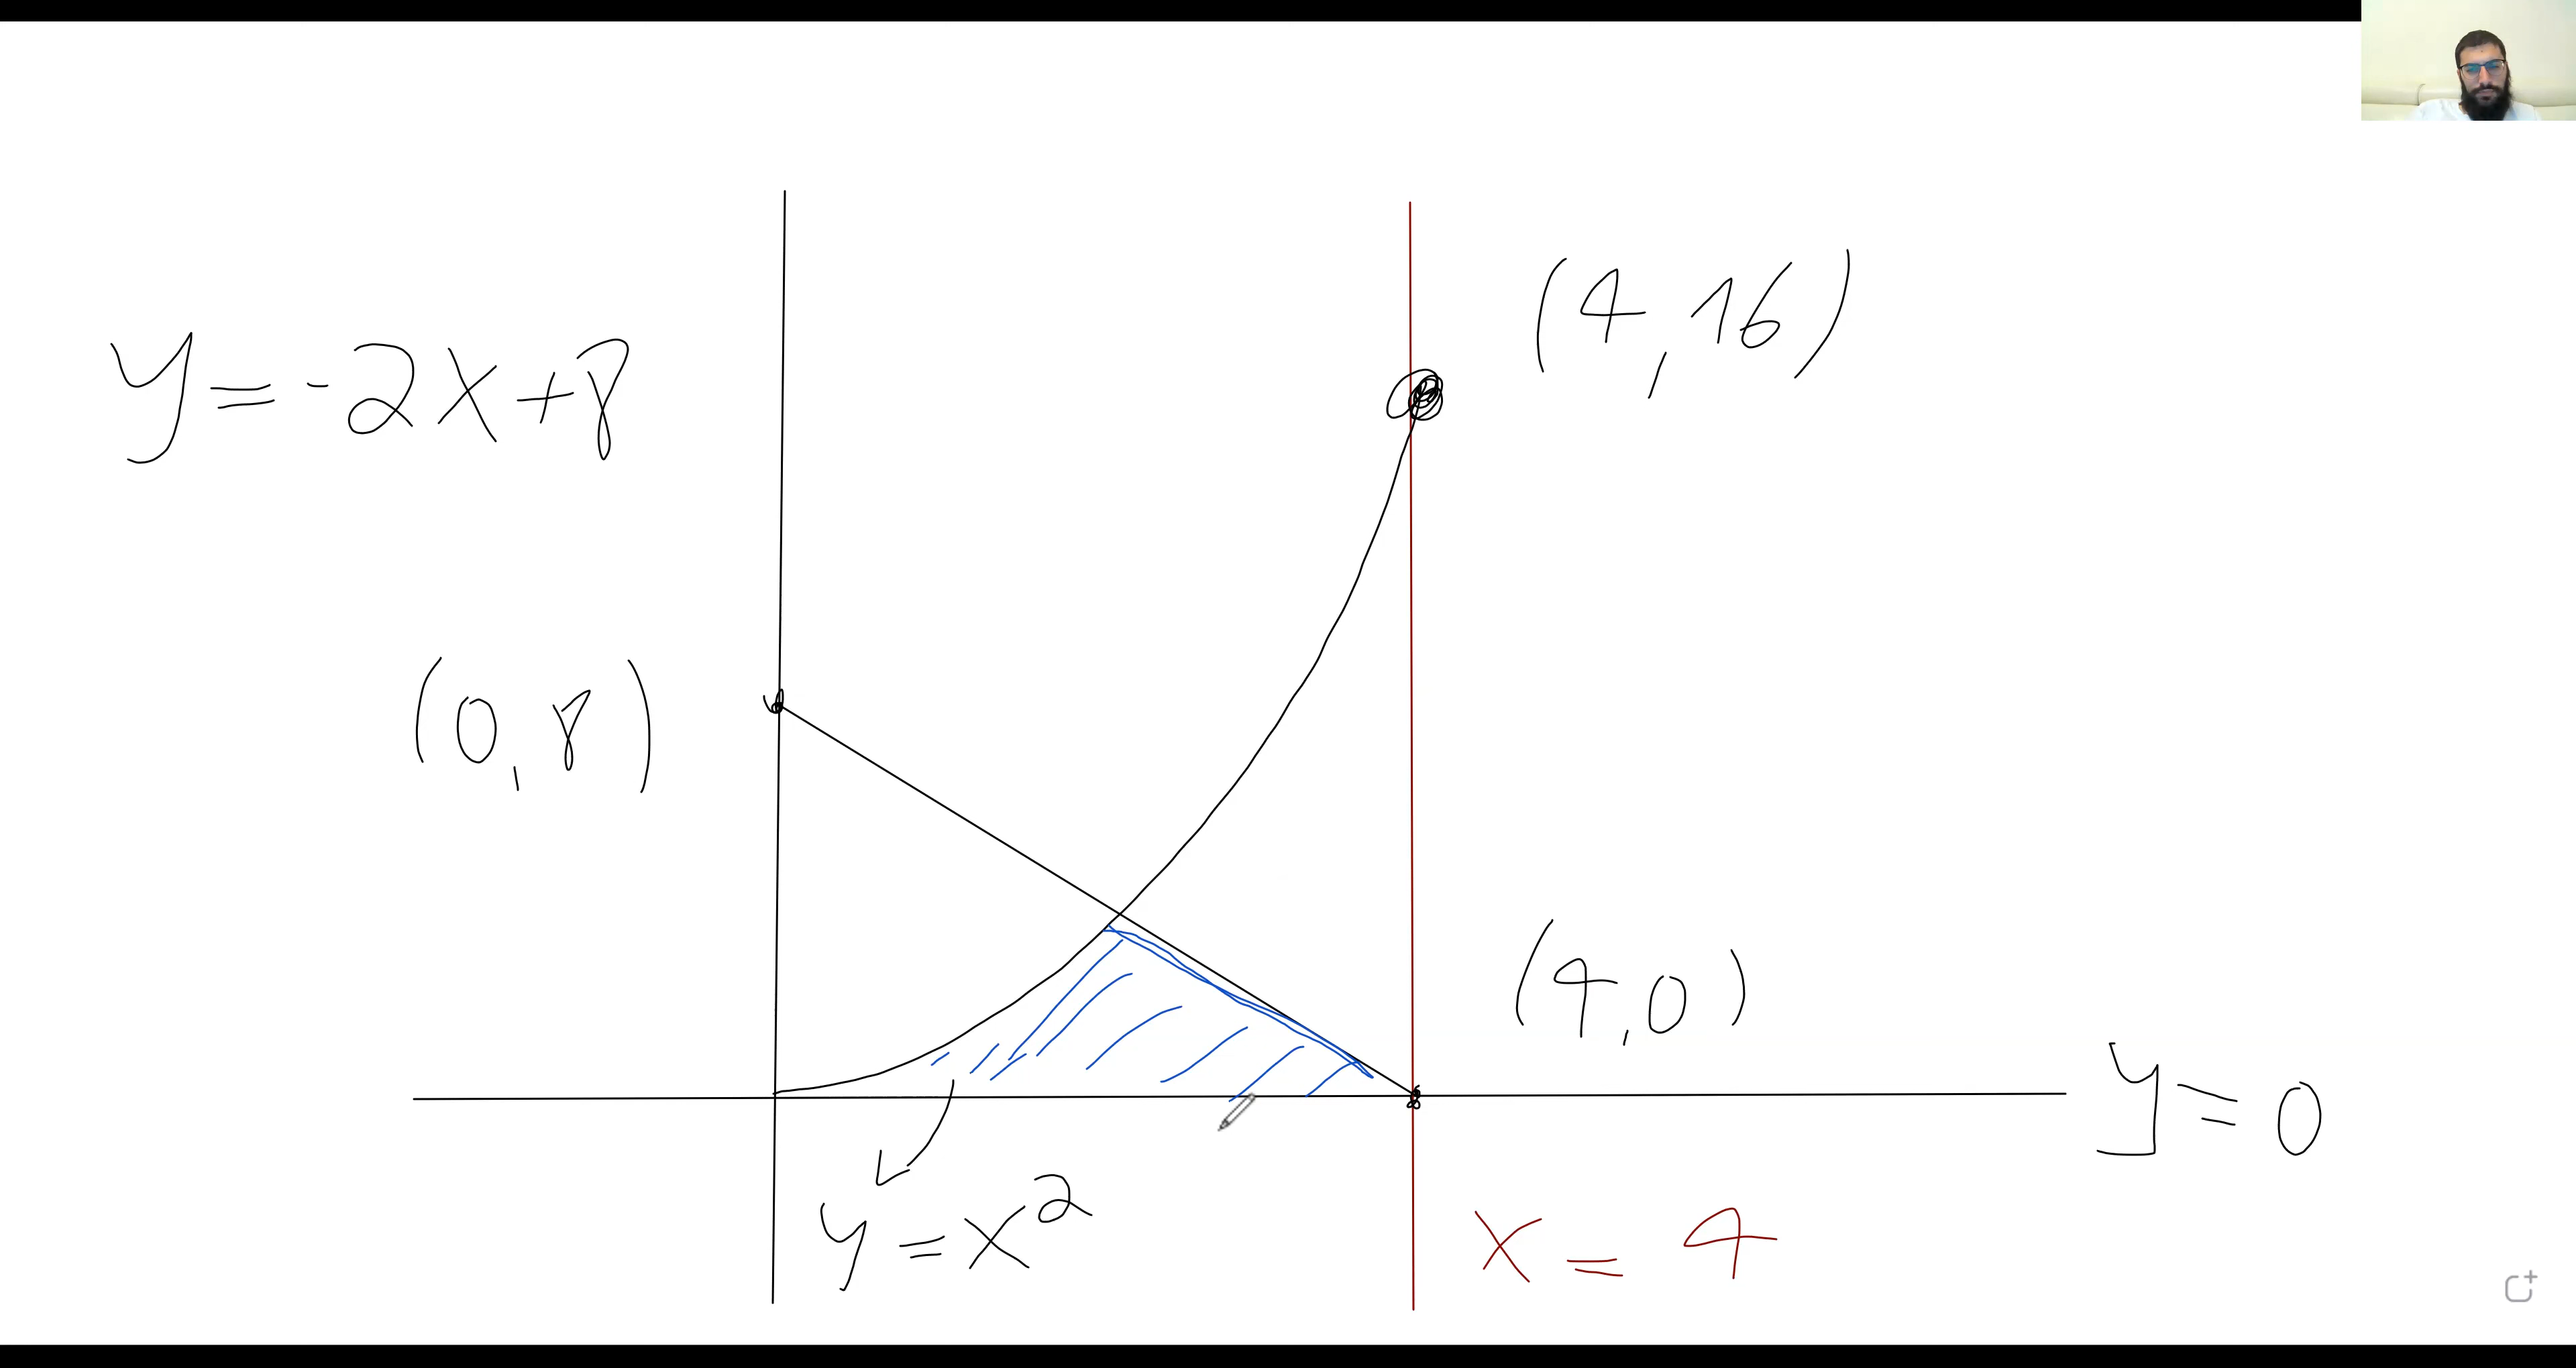 (4,16)
y=-2x+8
(0,8)
(4,0)
y=0
y=x²
x=4